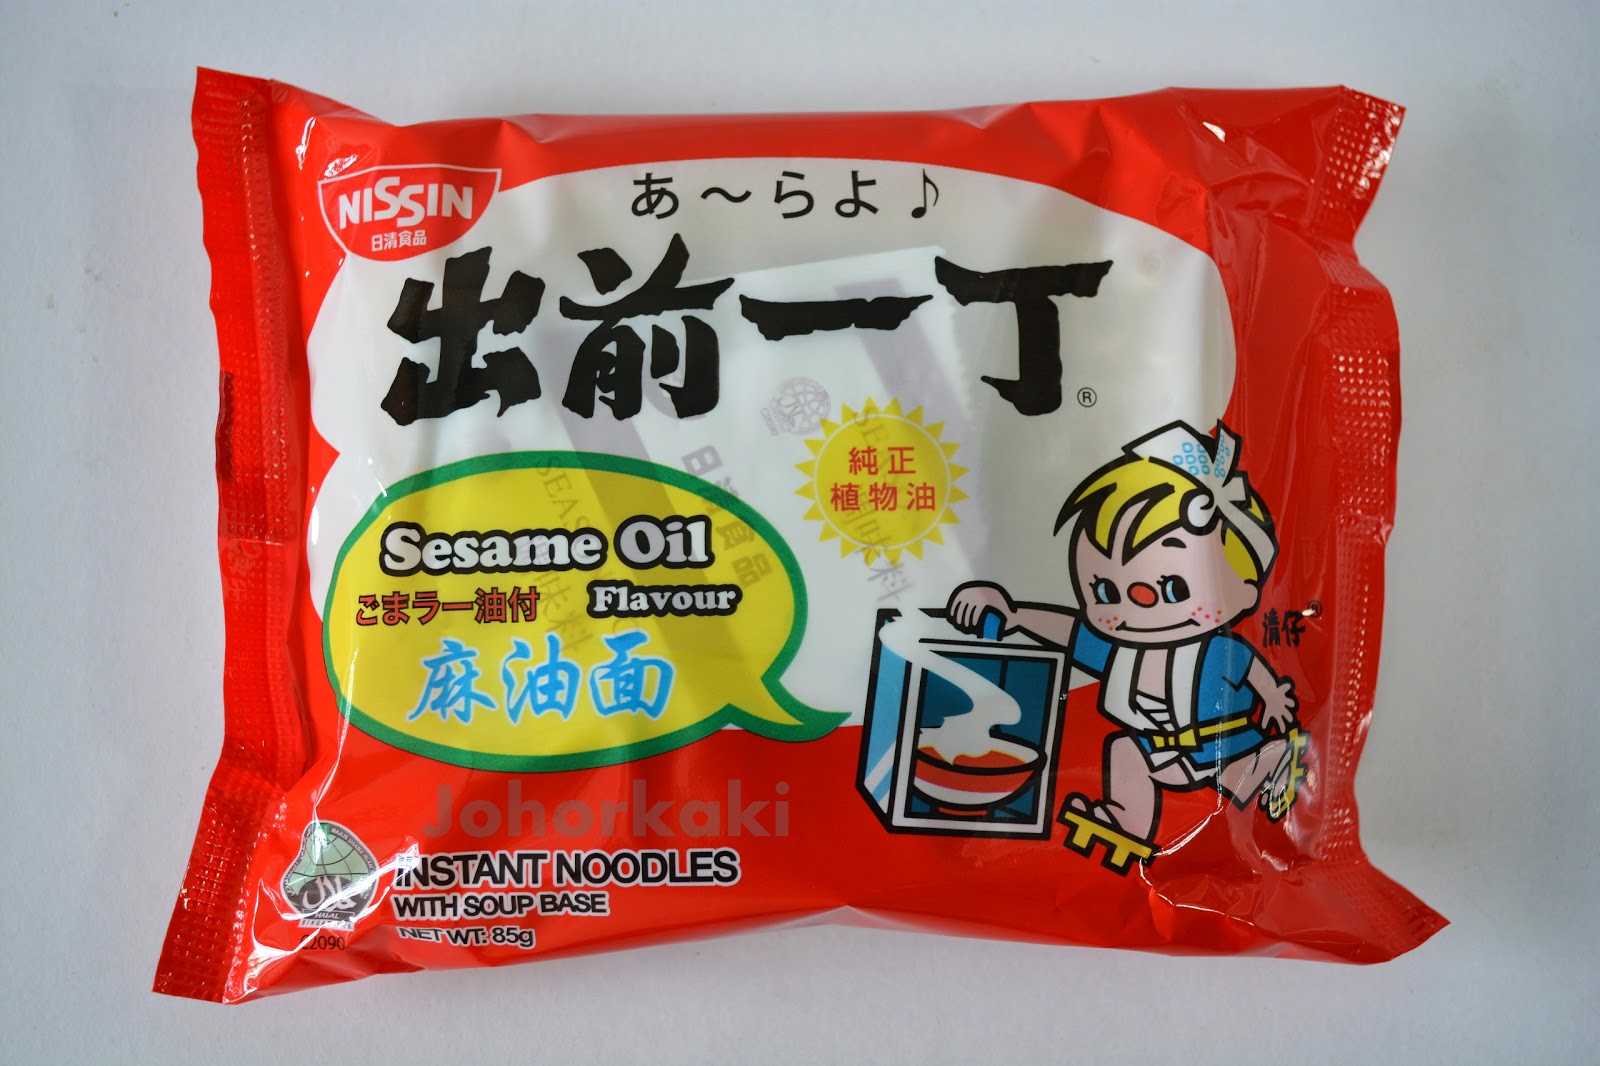 あ〜らよ♪
NISSIN
日清食品
出前一丁®
純正
植物油
Sesame Oil
Flavour
ごまラー油付
麻油面
清仔®
Johorkaki
INSTANT NOODLES
WITH SOUP BASE
NET WT: 85g
HALAL
SINGAPORE